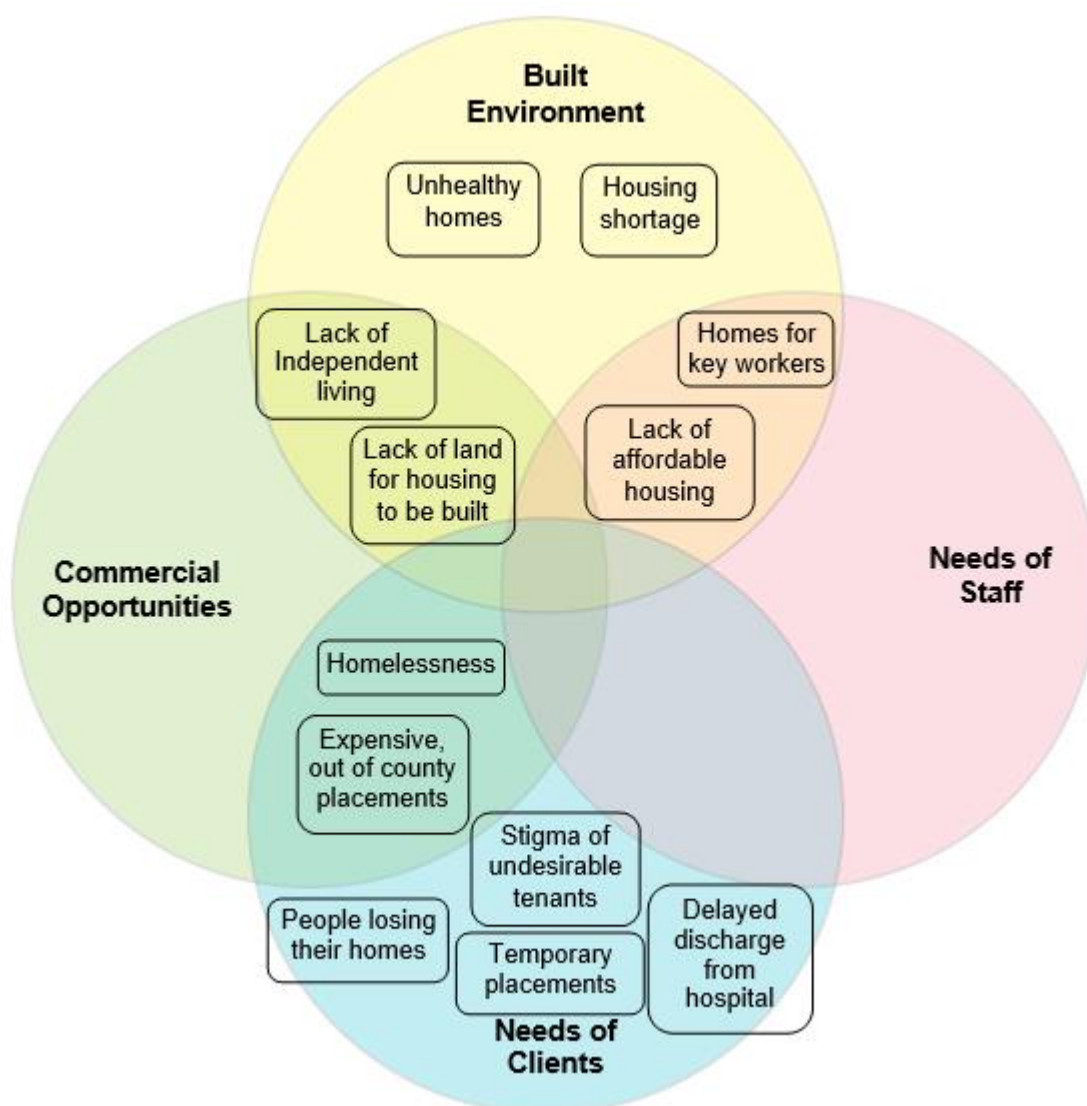 Built
Environment
Unhealthy
homes
Housing
shortage
Lack of
Independent
living
Homes for
key workers
Lack of land
for housing
to be built
Lack of
affordable
housing
Commercial
Opportunities
Needs of
Staff
Homelessness
Expensive,
out of county
placements
Stigma of
undesirable
tenants
People losing
their homes
Temporary
placements
Delayed
discharge
from
hospital
Needs of
Clients